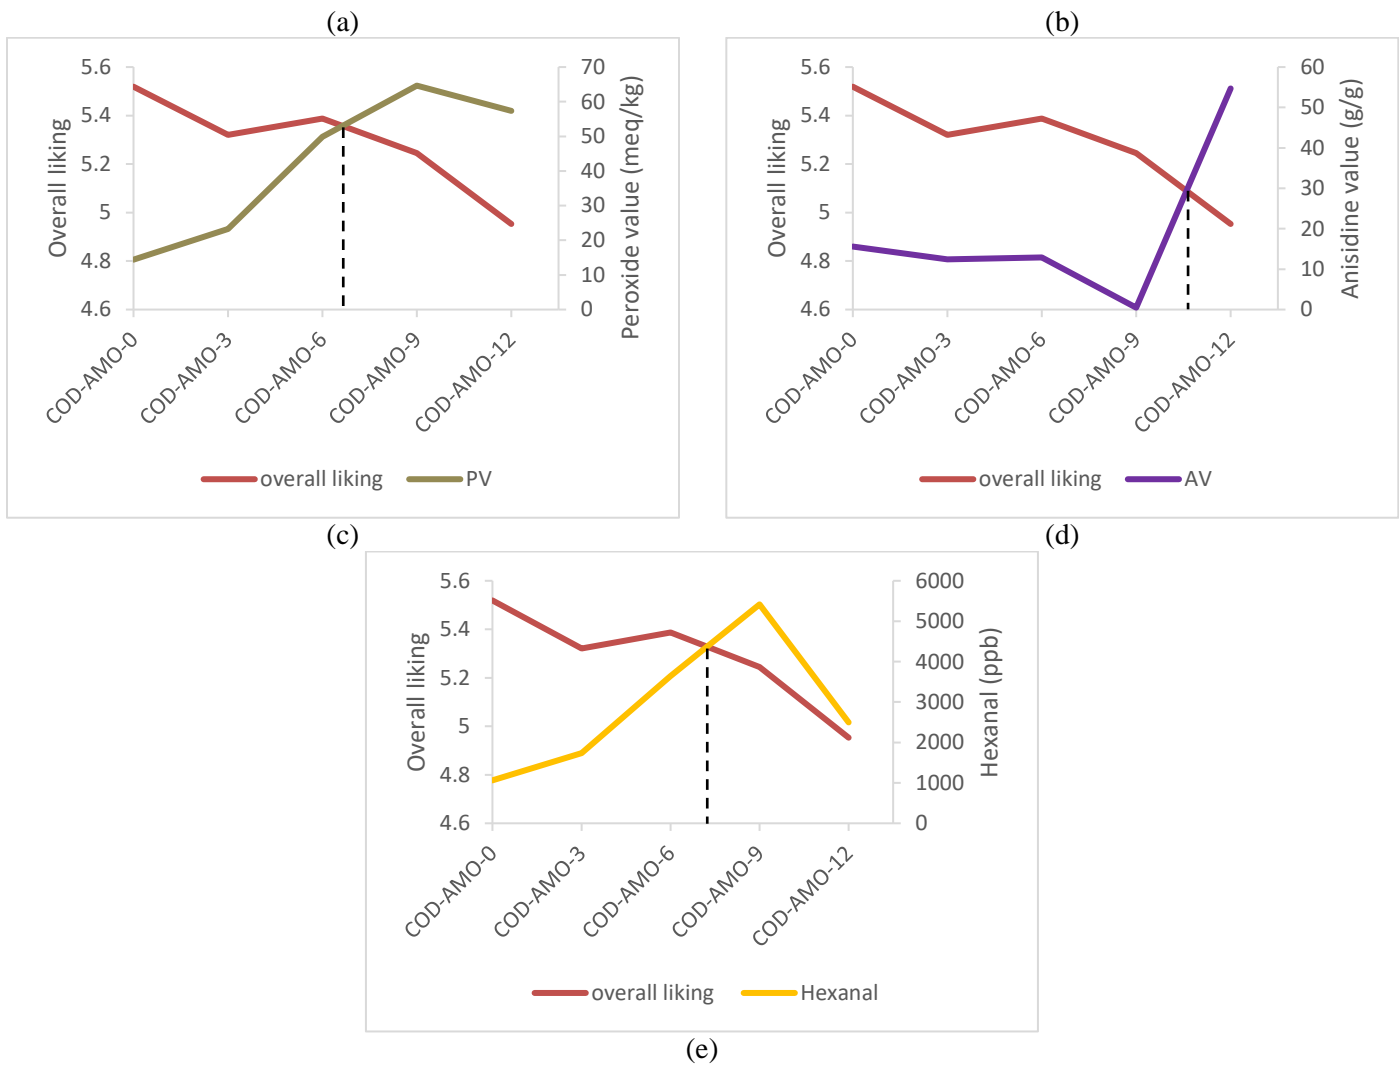 (a)
(b)
5.6
5.4
5.2
5
4.8
4.6
Overall liking
70
60
50
40
30
20
10
0
Peroxide value (meq/kg)
COD-AMO-0
COD-AMO-3
COD-AMO-6
COD-AMO-9
COD-AMO-12
overall liking
PV
5.6
5.4
5.2
5
4.8
4.6
Overall liking
60
50
40
30
20
10
0
Anisidine value (g/g)
COD-AMO-0
COD-AMO-3
COD-AMO-6
COD-AMO-9
COD-AMO-12
overall liking
AV
(c)
(d)
5.6
5.4
5.2
5
4.8
4.6
Overall liking
6000
5000
4000
3000
2000
1000
0
Hexanal (ppb)
COD-AMO-0
COD-AMO-3
COD-AMO-6
COD-AMO-9
COD-AMO-12
overall liking
Hexanal
(e)